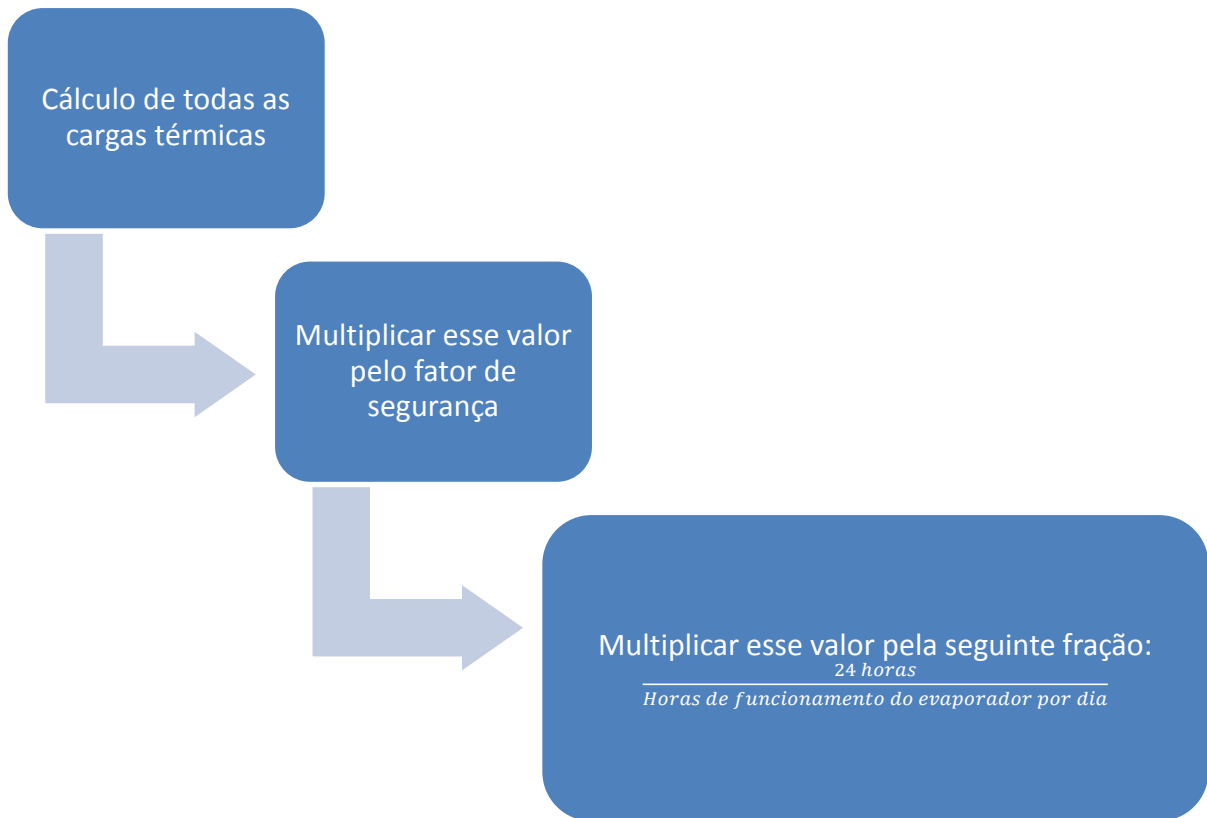 Cálculo de todas as
cargas térmicas
Multiplicar esse valor
pelo fator de
segurança
Multiplicar esse valor pela seguinte fração:
24 horas
Horas de funcionamento do evaporador por dia